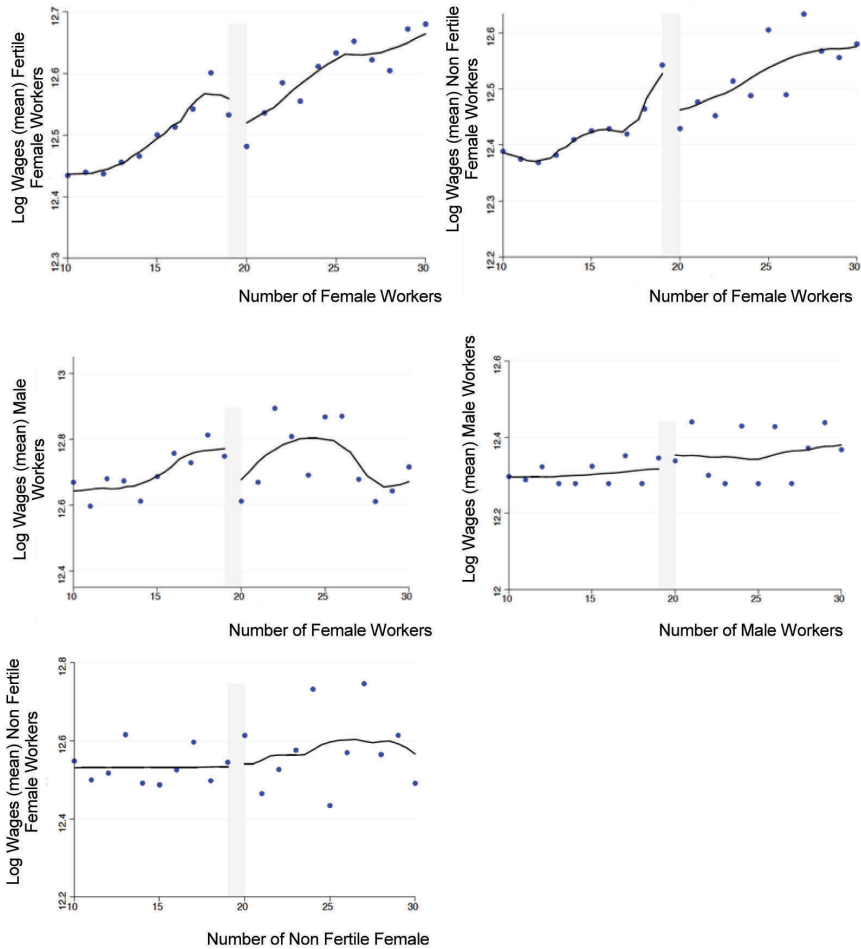 Log Wages (mean) Fertile
Female Workers
12.7
12.6
12.5
12.4
12.3
10 15 20 25 30
Number of Female Workers
Log Wages (mean) Non Fertile
Female Workers
12.6
12.5
12.4
12.3
12.2
10 15 20 25 30
Number of Female Workers
Log Wages (mean) Male
Workers
13
12.8
12.6
12.4
10 15 20 25 30
Number of Female Workers
Log Wages (mean) Male Workers
12.6
12.4
12.2
12
10 15 20 25 30
Number of Male Workers
Log Wages (mean) Non Fertile
Female Workers
12.8
12.6
12.4
12.2
10 15 20 25 30
Number of Non Fertile Female